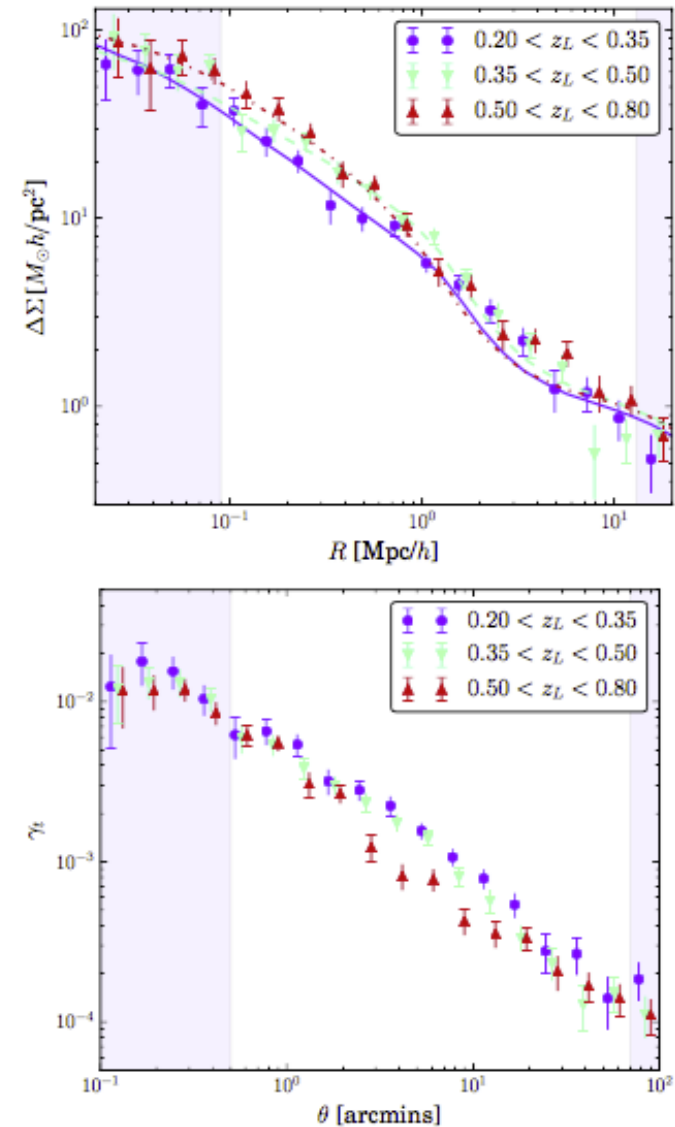 10²
10¹
10⁰
ΔΣ [M⊙h/pc²]
0.20 < z_L < 0.35
0.35 < z_L < 0.50
0.50 < z_L < 0.80
10⁻¹
10⁰
10¹
R [Mpc/h]
10⁻²
10⁻³
10⁻⁴
γ_t
0.20 < z_L < 0.35
0.35 < z_L < 0.50
0.50 < z_L < 0.80
10⁻¹
10⁰
10¹
10²
θ [arcmins]